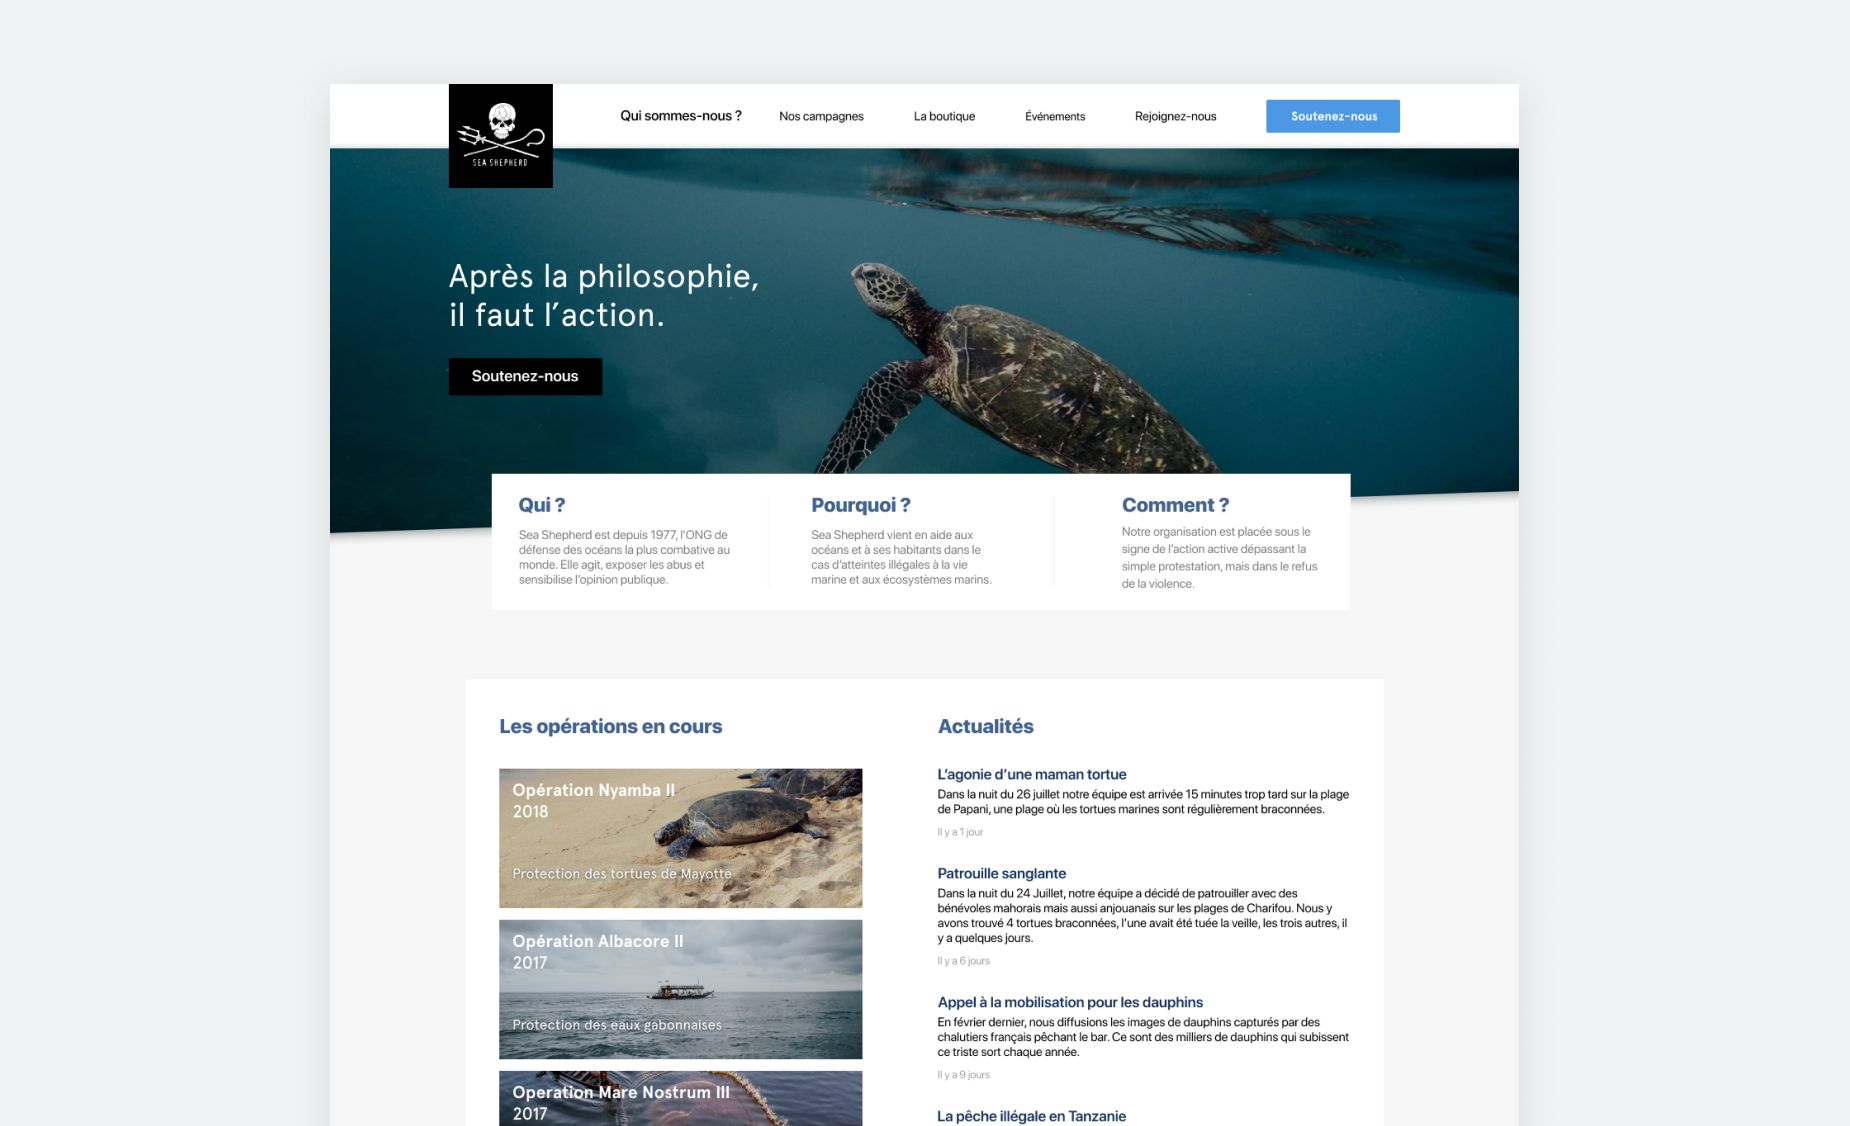 SEA SHEPHERD
Qui sommes-nous ?
Nos campagnes
La boutique
Événements
Rejoignez-nous
Soutenez-nous
Après la philosophie,
il faut l’action.
Soutenez-nous
Qui ?
Sea Shepherd est depuis 1977, l’ONG de
défense des océans la plus combative au
monde. Elle agit, exposer les abus et
sensibilise l’opinion publique.
Pourquoi ?
Sea Shepherd vient en aide aux
océans et à ses habitants dans le
cas d’atteintes illégales à la vie
marine et aux écosystèmes marins.
Comment ?
Notre organisation est placée sous le
signe de l’action active dépassant la
simple protestation, mais dans le refus
de la violence.
Les opérations en cours
Opération Nyamba II
2018
Protection des tortues de Mayotte
Opération Albacore II
2017
Protection des eaux gabonnaises
Operation Mare Nostrum III
2017
Actualités
L’agonie d’une maman tortue
Dans la nuit du 26 juillet notre équipe est arrivée 15 minutes trop tard sur la plage
de Papani, une plage où les tortues marines sont régulièrement braconnées.
Il y a 1 jour
Patrouille sanglante
Dans la nuit du 24 Juillet, notre équipe a décidé de patrouiller avec des
bénévoles mahorais mais aussi anjouanais sur les plages de Charifou. Nous y
avons trouvé 4 tortues braconnées, l’une avait été tuée la veille, les trois autres, il
y a quelques jours.
Il y a 6 jours
Appel à la mobilisation pour les dauphins
En février dernier, nous diffusions les images de dauphins capturés par des
chalutiers français pêchant le bar. Ce sont des milliers de dauphins qui subissent
ce triste sort chaque année.
Il y a 9 jours
La pêche illégale en Tanzanie